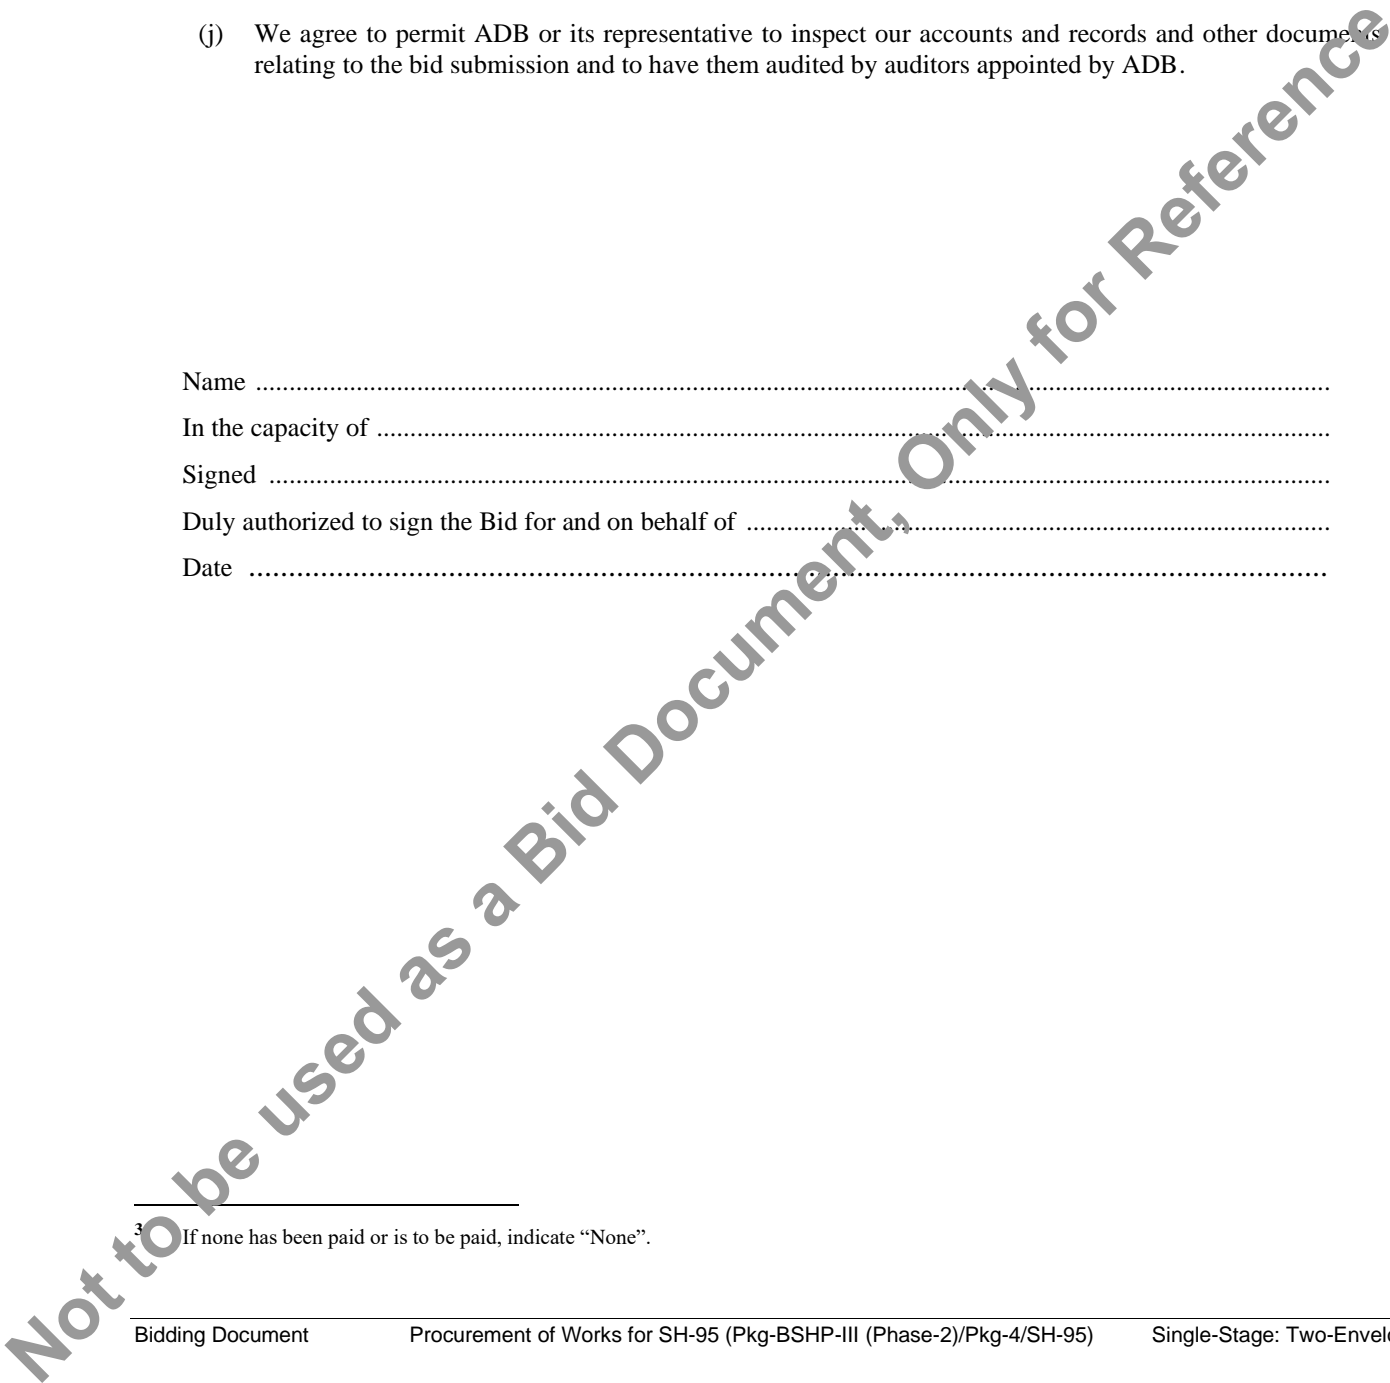 (j) We agree to permit ADB or its representative to inspect our accounts and records and other documents
relating to the bid submission and to have them audited by auditors appointed by ADB.
Name ....................................................................................................
In the capacity of ....................................................................................................
Signed ....................................................................................................
Duly authorized to sign the Bid for and on behalf of ....................................................................................................
Date ....................................................................................................
Not to be used as a Bid Document, Only for Reference
3 If none has been paid or is to be paid, indicate “None”.
Bidding Document Procurement of Works for SH-95 (Pkg-BSHP-III (Phase-2)/Pkg-4/SH-95) Single-Stage: Two-Envel